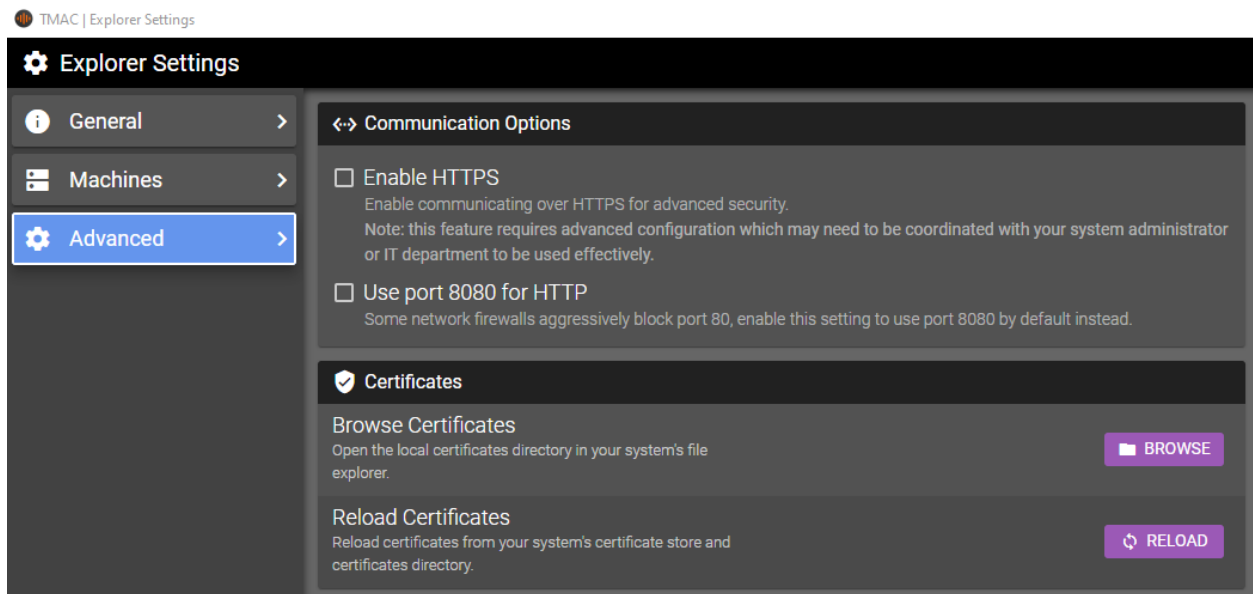 TMAC | Explorer Settings
Explorer Settings
General
Machines
Advanced
Communication Options
Enable HTTPS
Enable communicating over HTTPS for advanced security.
Note: this feature requires advanced configuration which may need to be coordinated with your system administrator
or IT department to be used effectively.
Use port 8080 for HTTP
Some network firewalls aggressively block port 80, enable this setting to use port 8080 by default instead.
Certificates
Browse Certificates
Open the local certificates directory in your system's file
explorer.
BROWSE
Reload Certificates
Reload certificates from your system's certificate store and
certificates directory.
RELOAD